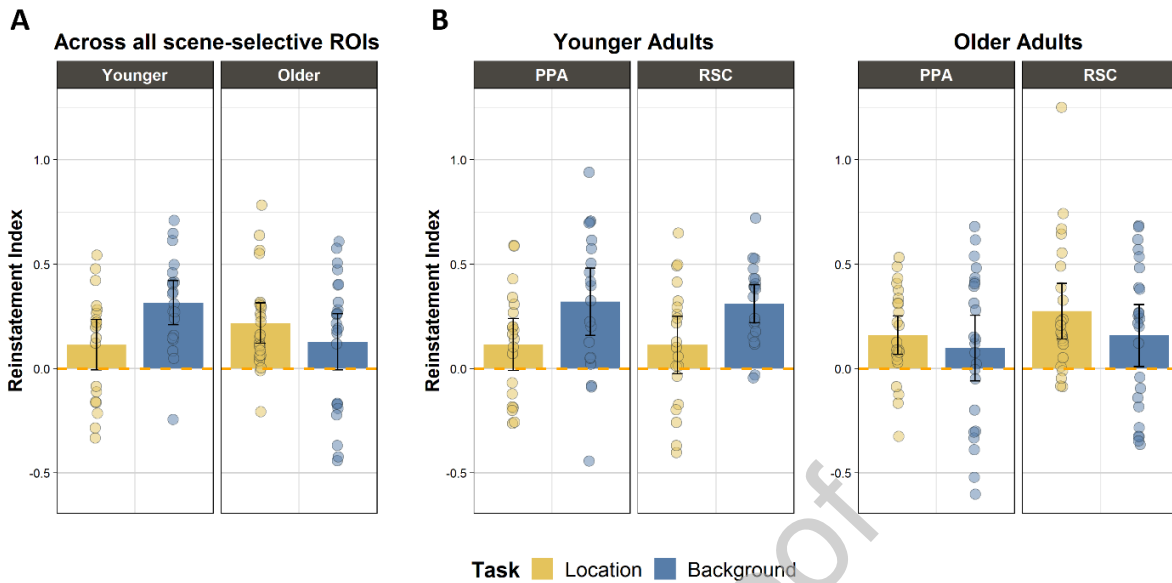 A
B
Across all scene-selective ROIs
Younger Adults
Older Adults
Younger
Older
PPA
RSC
PPA
RSC
Reinstatement Index
1.0
0.5
0.0
-0.5
Reinstatement Index
1.0
0.5
0.0
-0.5
1.0
0.5
0.0
-0.5
Task
Location
Background
oof